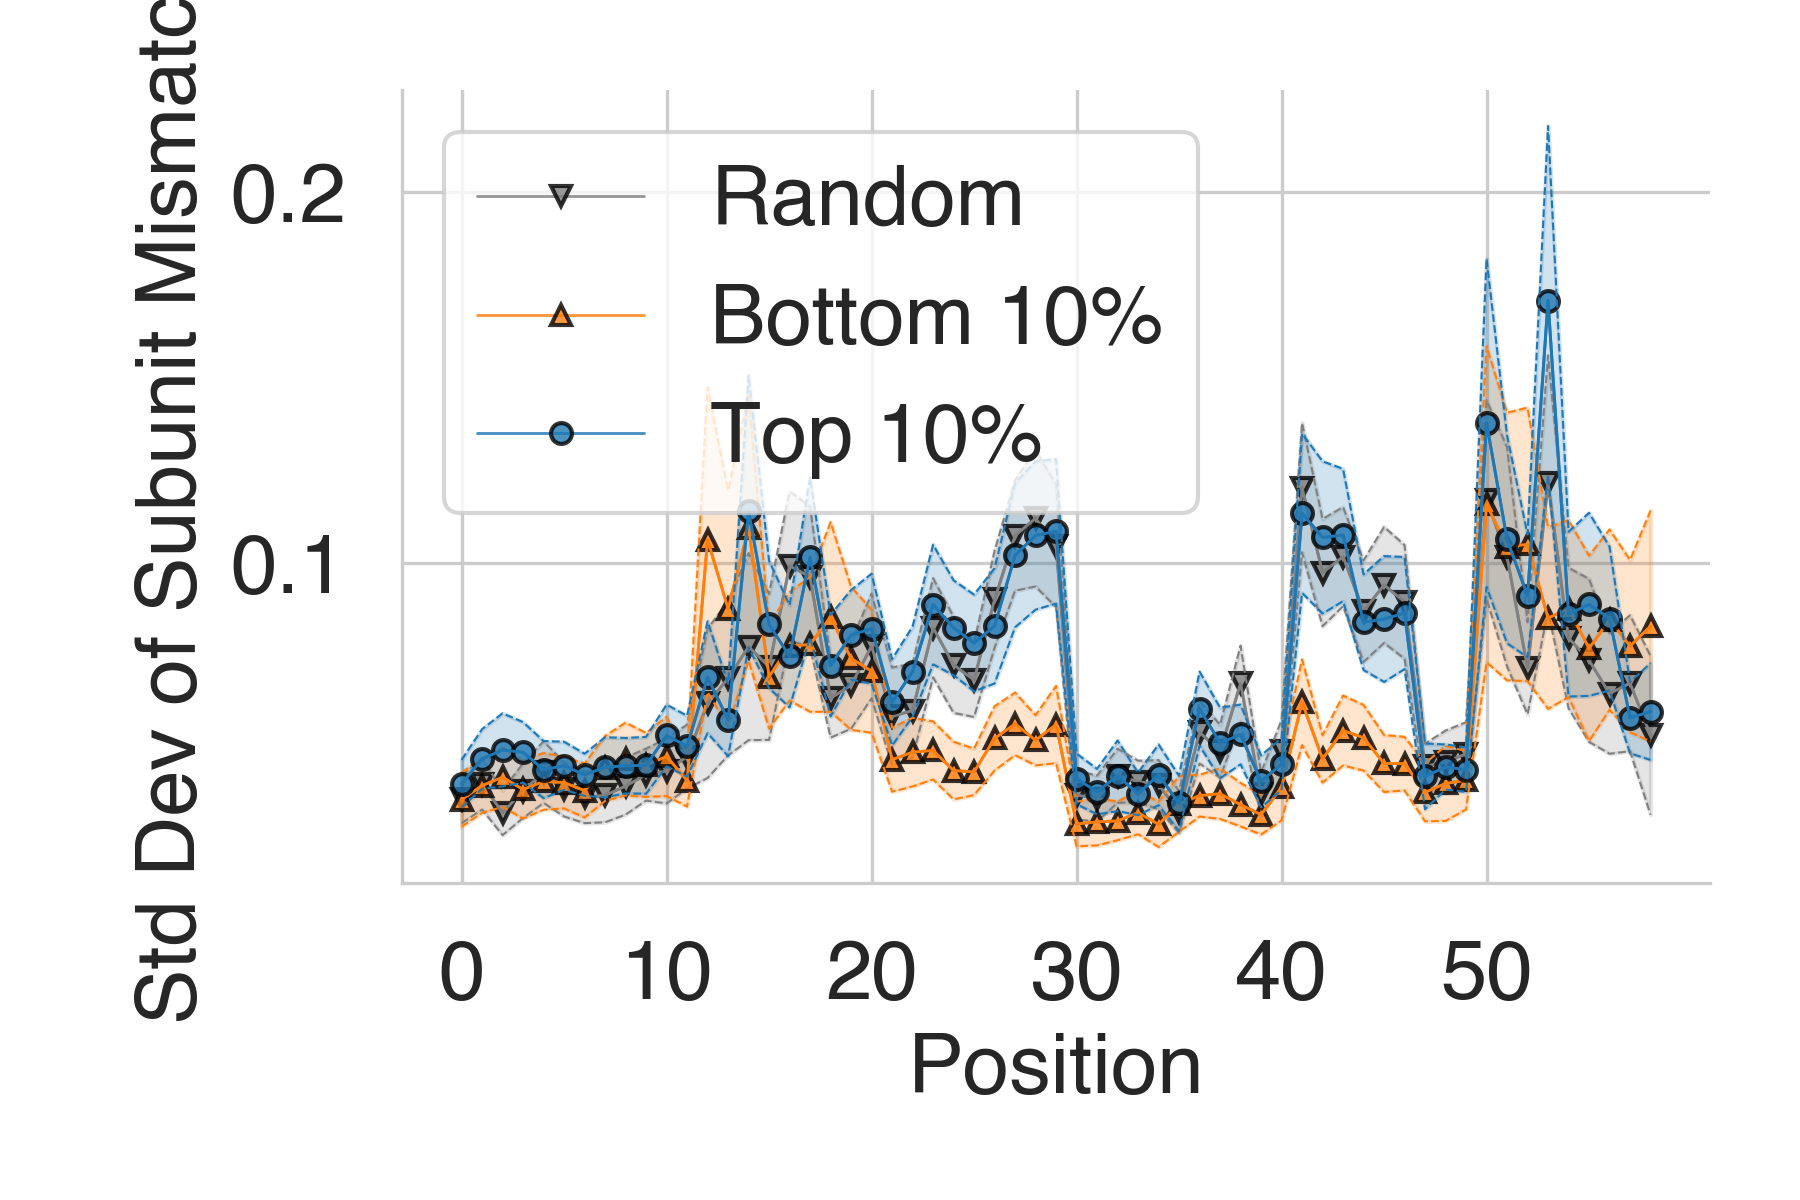 Std Dev of Subunit Mismatc
0.2
0.1
Random
Bottom 10%
Top 10%
0 10 20 30 40 50
Position